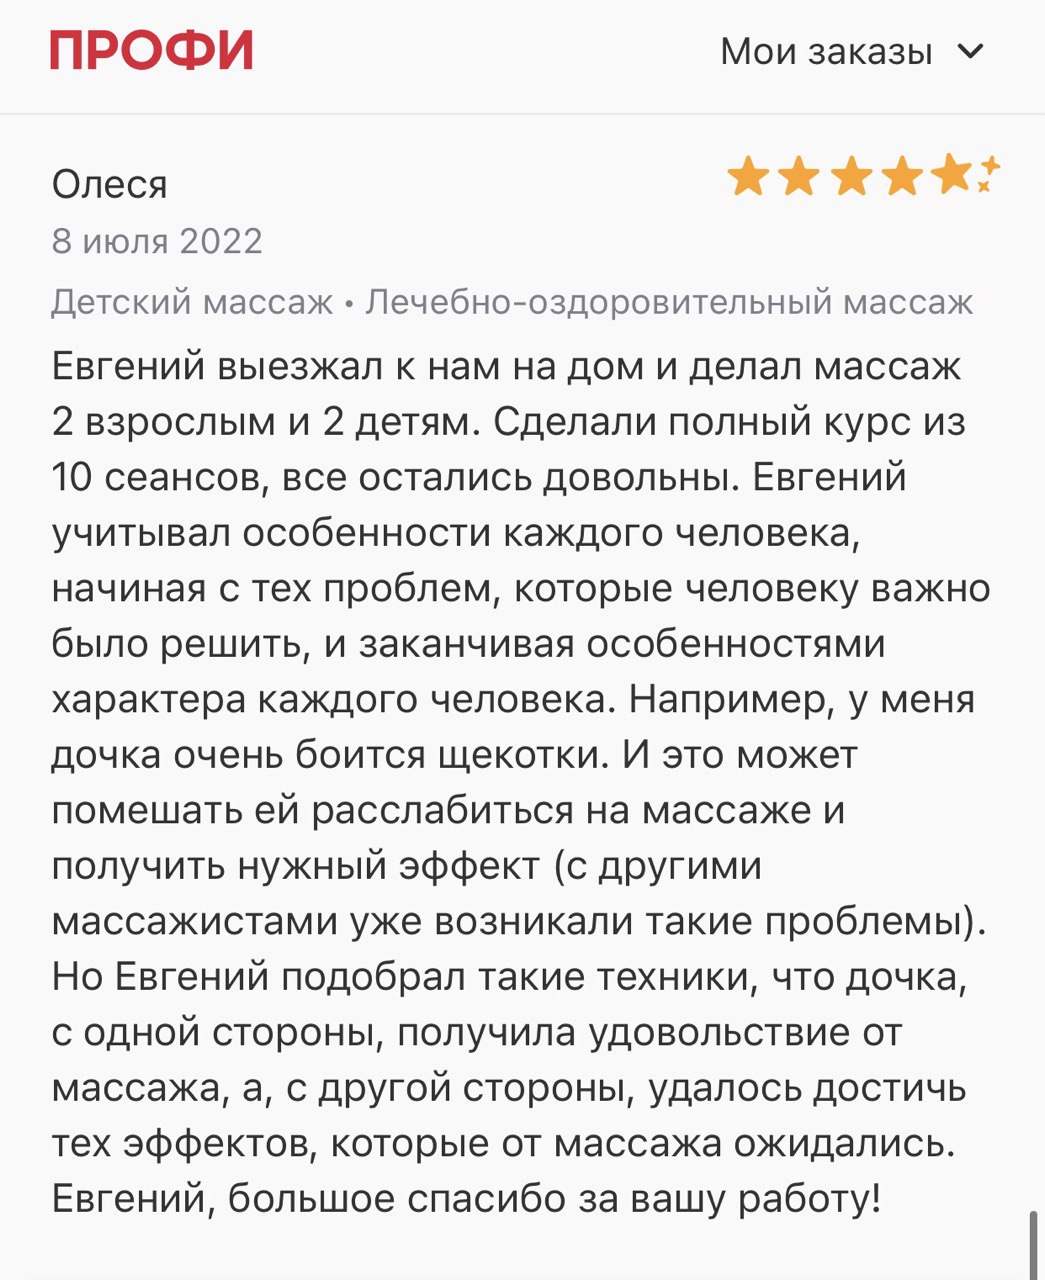 ПРОФИ
Мои заказы
Олеся
8 июля 2022
Детский массаж • Лечебно-оздоровительный массаж
Евгений выезжал к нам на дом и делал массаж
2 взрослым и 2 детям. Сделали полный курс из
10 сеансов, все остались довольны. Евгений
учитывал особенности каждого человека,
начиная с тех проблем, которые человеку важно
было решить, и заканчивая особенностями
характера каждого человека. Например, у меня
дочка очень боится щекотки. И это может
помешать ей расслабиться на массаже и
получить нужный эффект (с другими
массажистами уже возникали такие проблемы).
Но Евгений подобрал такие техники, что дочка,
с одной стороны, получила удовольствие от
массажа, а, с другой стороны, удалось достичь
тех эффектов, которые от массажа ожидались.
Евгений, большое спасибо за вашу работу!